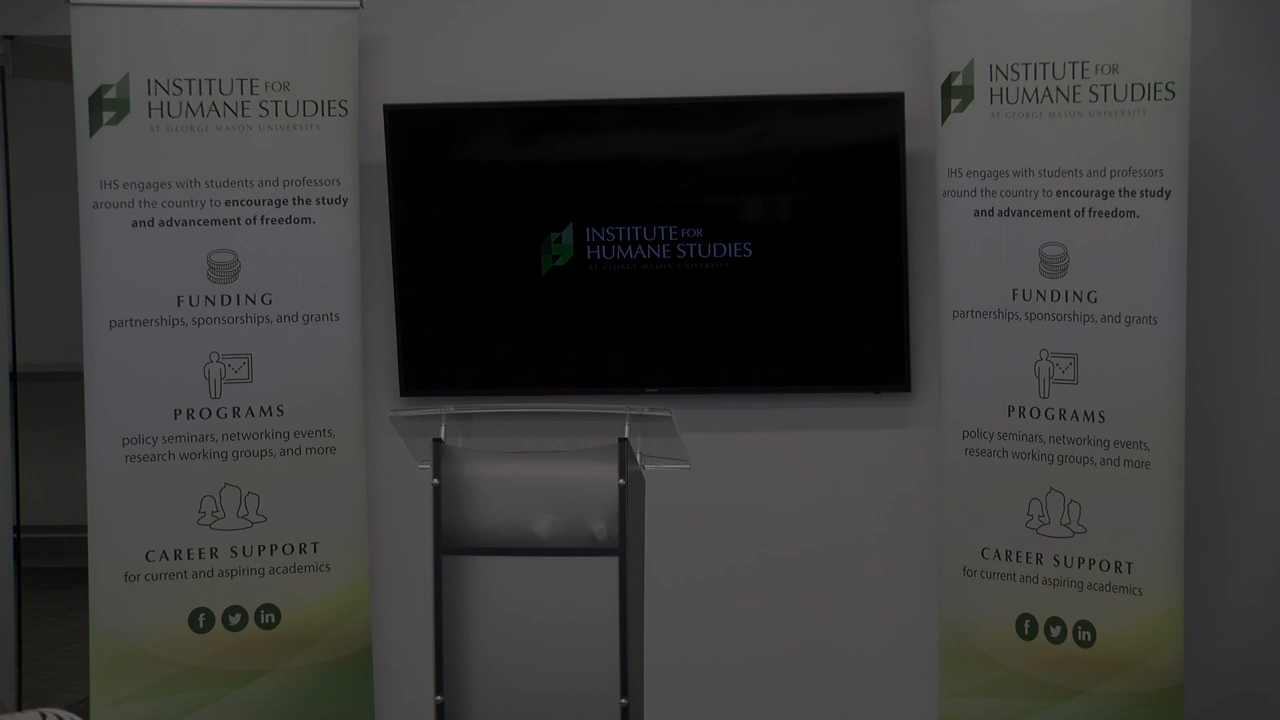 INSTITUTE FOR
HUMANE STUDIES
AT GEORGE MASON UNIVERSITY
IHS engages with students and professors
around the country to encourage the study
and advancement of freedom.
FUNDING
partnerships, sponsorships, and grants
PROGRAMS
policy seminars, networking events,
research working groups, and more
CAREER SUPPORT
for current and aspiring academics
f
in
INSTITUTE FOR
HUMANE STUDIES
AT GEORGE MASON UNIVERSITY
INSTITUTE FOR
HUMANE STUDIES
AT GEORGE MASON UNIVERSITY
IHS engages with students and professors
around the country to encourage the study
and advancement of freedom.
FUNDING
partnerships, sponsorships, and grants
PROGRAMS
policy seminars, networking events,
research working groups, and more
CAREER SUPPORT
for current and aspiring academics
f
in